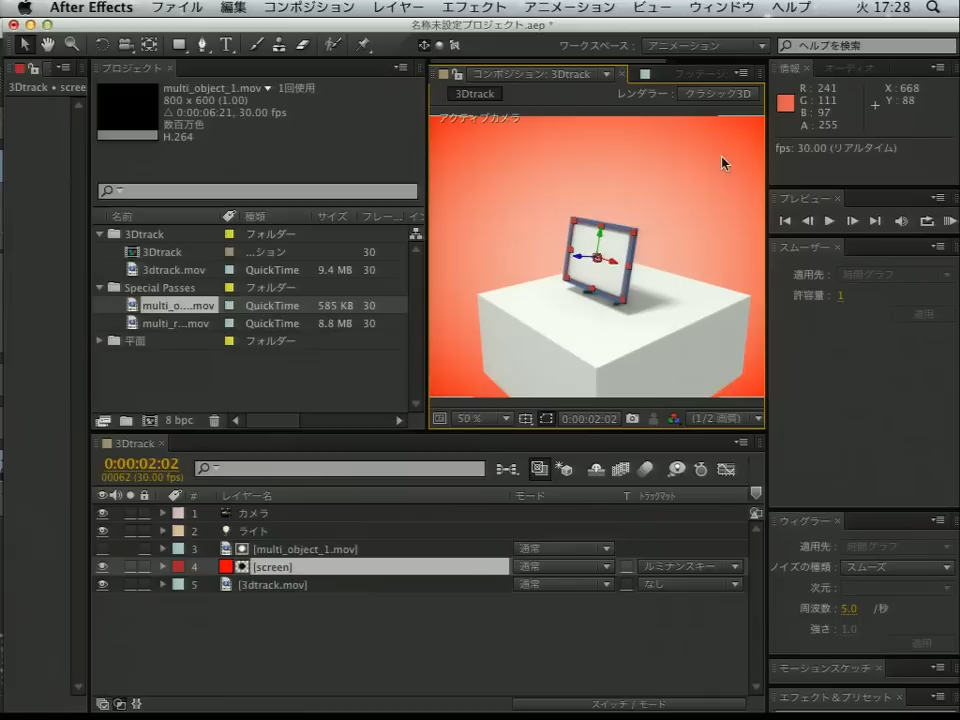 After Effects ファイル 編集 コンポジション レイヤー エフェクト アニメーション ビュー ウィンドウ ヘルプ 火 17:28
名称未設定プロジェクト.aep *
ワークスペース： アニメーション ヘルプを検索
3Dtrack • scree
プロジェクト ×
multi_object_1.mov ▼ 1回使用
800 x 600 (1.00)
△ 0:00:06:21, 30.00 fps
数百万色
H.264
名前 種類 サイズ フレー... イン
3Dtrack フォルダー
3Dtrack ...ション 30
3dtrack.mov QuickTime 9.4 MB 30
Special Passes フォルダー
multi_o....mov QuickTime 585 KB 30
multi_r...mov QuickTime 8.8 MB 30
平面 フォルダー
8 bpc
コンポジション: 3Dtrack × フッテージ
3Dtrack レンダラー： クラシック3D
アクティブカメラ
50 % 0:00:02:02 (1/2 画質)
情報 × オーディオ
R : 241
G : 111
B : 97
A : 255
X : 668
Y : 88
fps: 30.00 (リアルタイム)
プレビュー ×
スムーザー ×
適用先： 時間グラフ
許容量： 1
適用
ウィグラー ×
適用先： 時間グラフ
ノイズの種類： スムーズ
次元：
周波数： 5.0 /秒
強さ： 1.0
適用
モーションスケッチ ×
エフェクト＆プリセット ×
3Dtrack ×
0:00:02:02
00062 (30.00 fps)
# レイヤー名 モード T トラックマット
1 カメラ
2 ライト
3 [multi_object_1.mov] 通常
4 [screen] 通常 ルミナンスキー
5 [3dtrack.mov] 通常 なし
スイッチ / モード